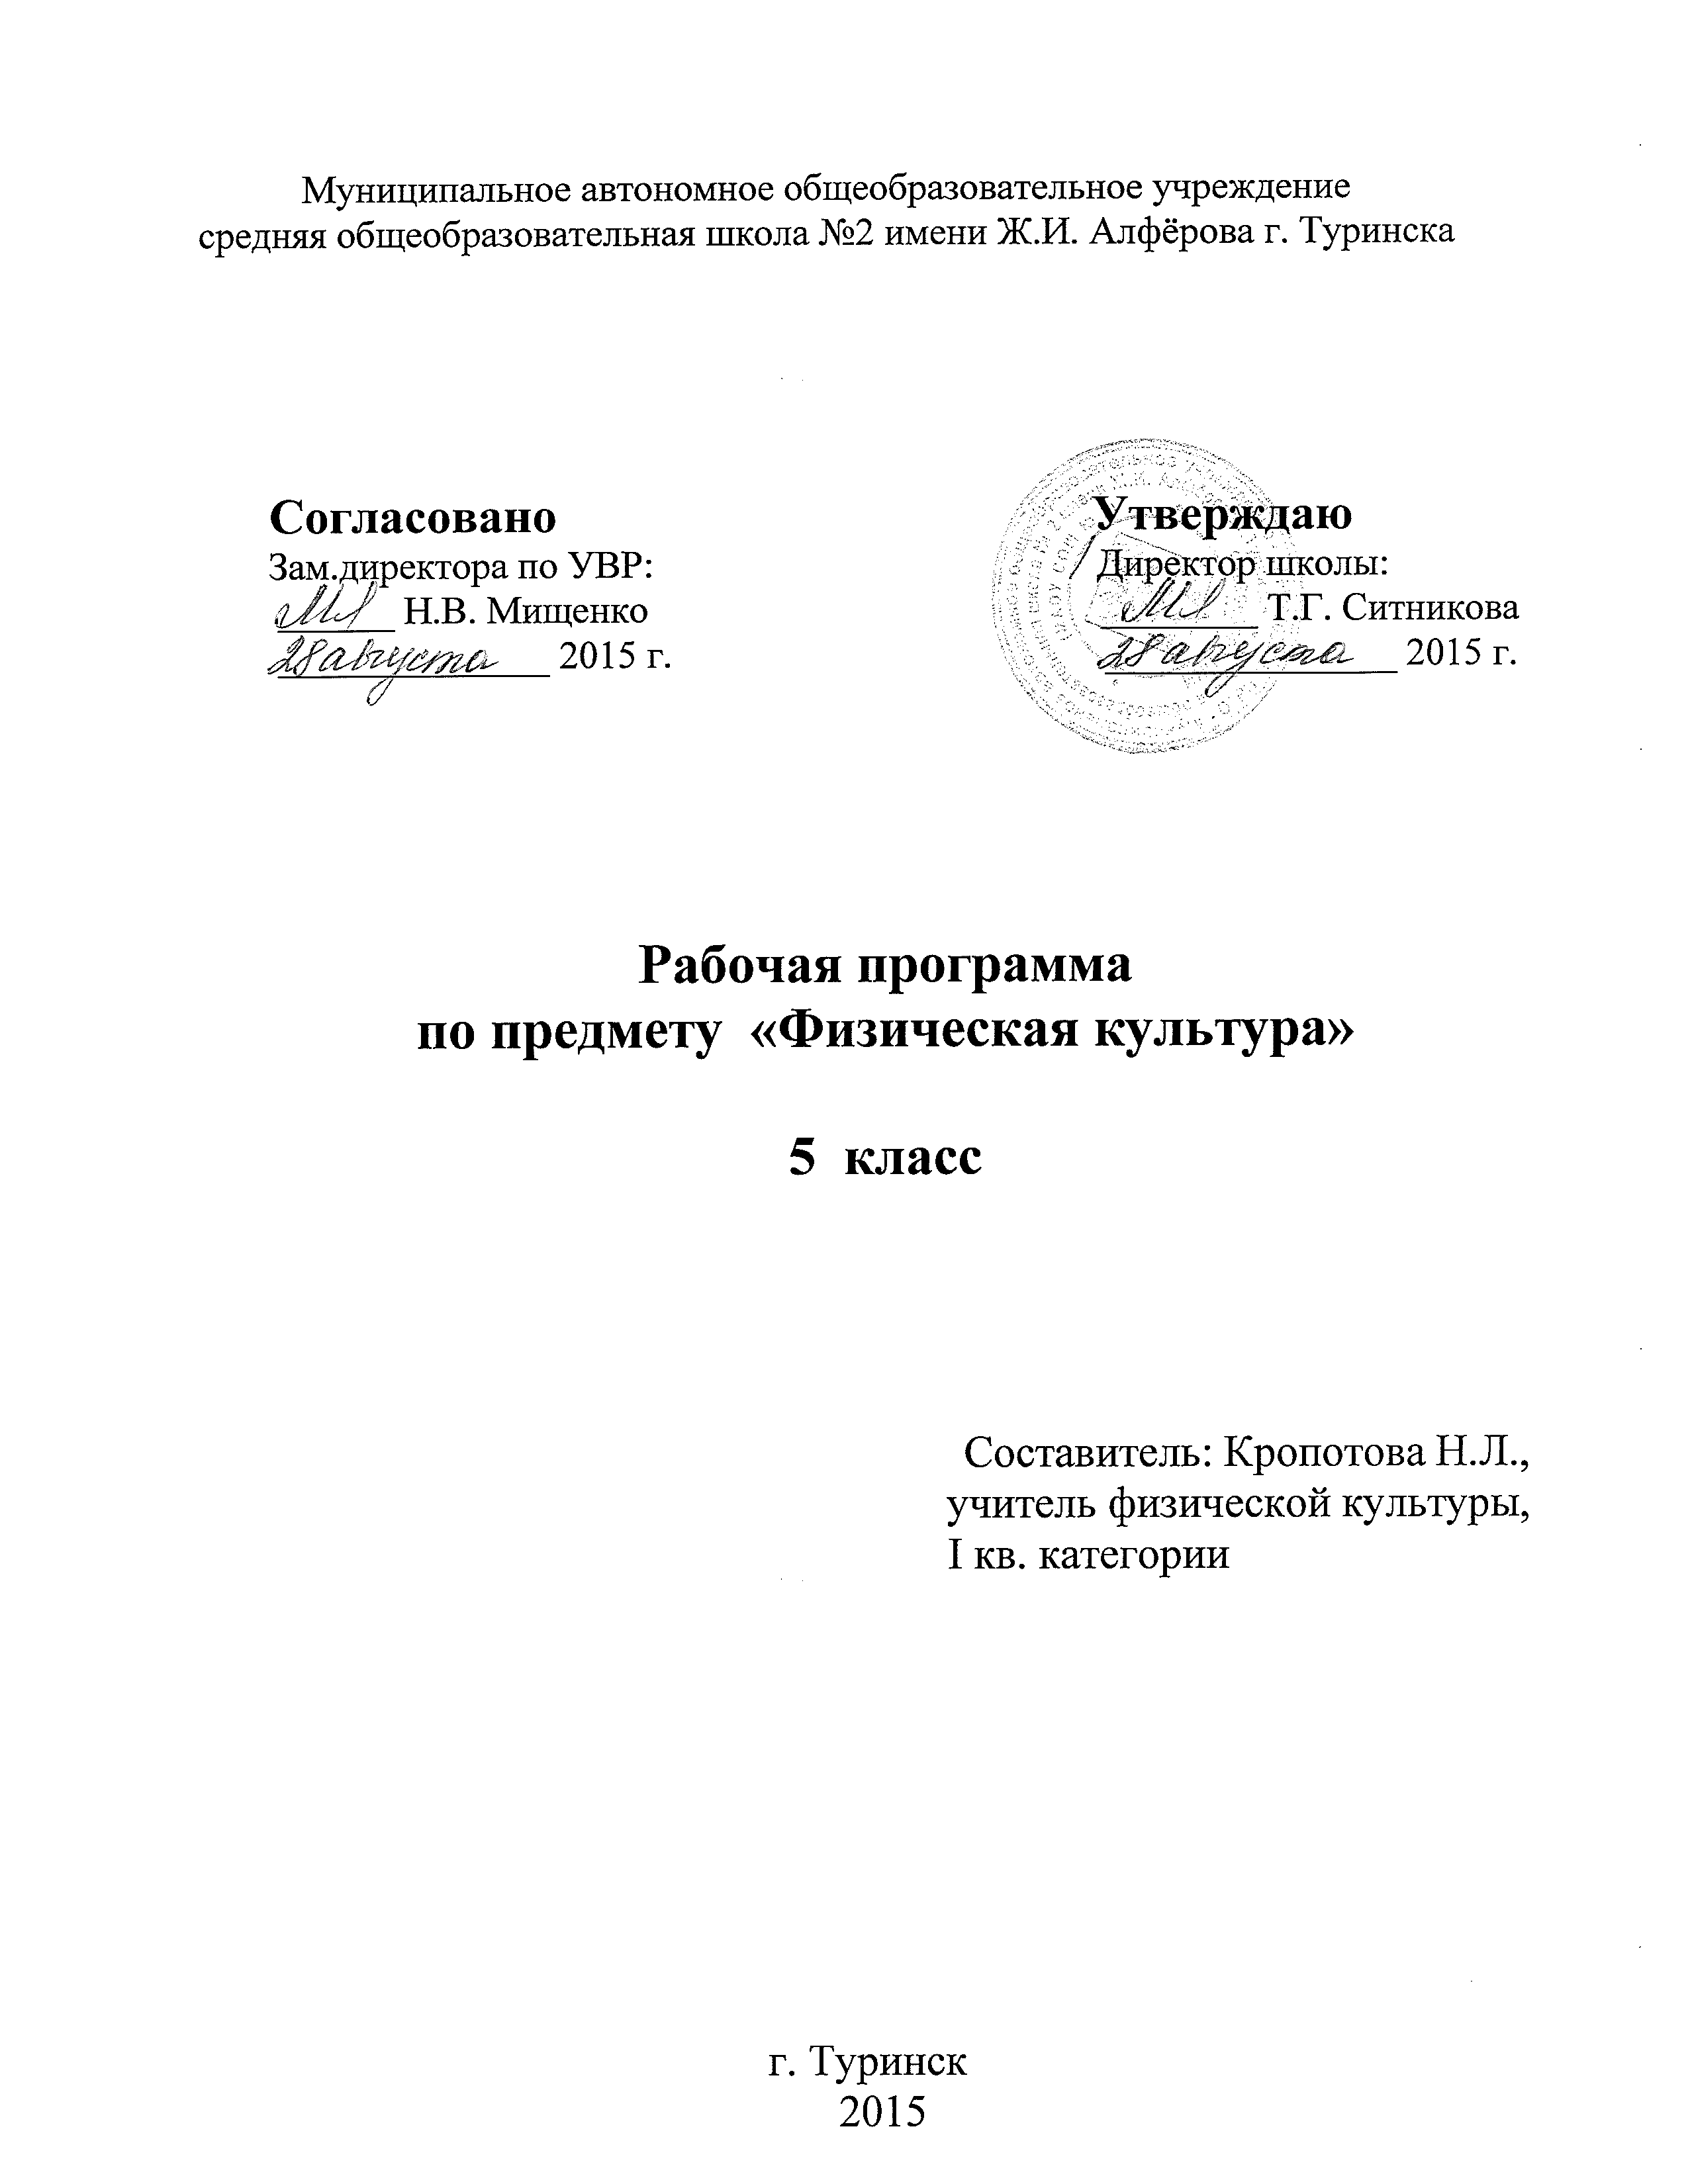 Муниципальное автономное общеобразовательное учреждение
средняя общеобразовательная школа №2 имени Ж.И. Алфёрова г. Туринска
Согласовано
Зам.директора по УВР:
Н.В. Мищенко
28 августа 2015 г.
Утверждаю
Директор школы:
Т.Г. Ситникова
28 августа 2015 г.
Рабочая программа
по предмету «Физическая культура»
5 класс
Составитель: Кропотова Н.Л.,
учитель физической культуры,
I кв. категории
г. Туринск
2015